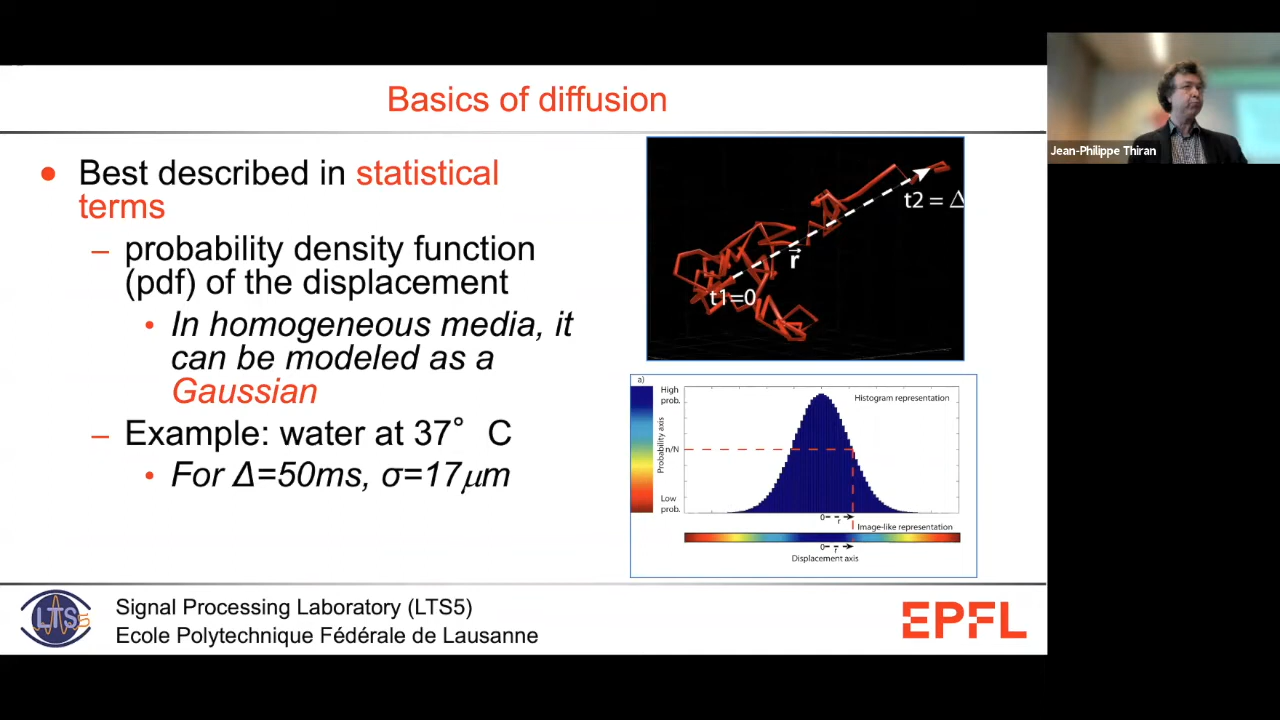 Basics of diffusion
Jean-Philippe Thiran
● Best described in statistical
terms
– probability density function
(pdf) of the displacement
• In homogeneous media, it
can be modeled as a
Gaussian
– Example: water at 37° C
• For Δ=50ms, σ=17μm
t2 = Δ
r
t1=0
a)
High
prob.
Histogram representation
Probability axis
n/N
Low
prob.
0
r
Image-like representation
0
r
Displacement axis
LTS5
Signal Processing Laboratory (LTS5)
Ecole Polytechnique Fédérale de Lausanne
EPFL